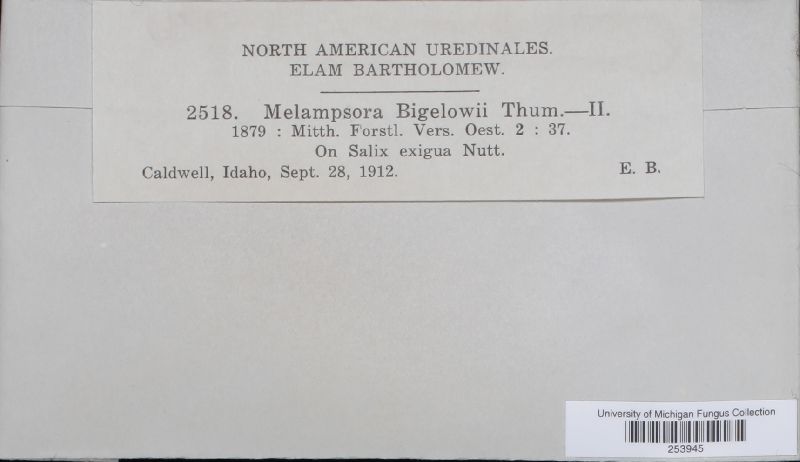 NORTH AMERICAN UREDINALES.
ELAM BARTHOLOMEW.
2518. Melampsora Bigelowii Thum.—II.
1879 : Mitth. Forstl. Vers. Oest. 2 : 37.
On Salix exigua Nutt.
Caldwell, Idaho, Sept. 28, 1912. E. B.
University of Michigan Fungus Collection
253945